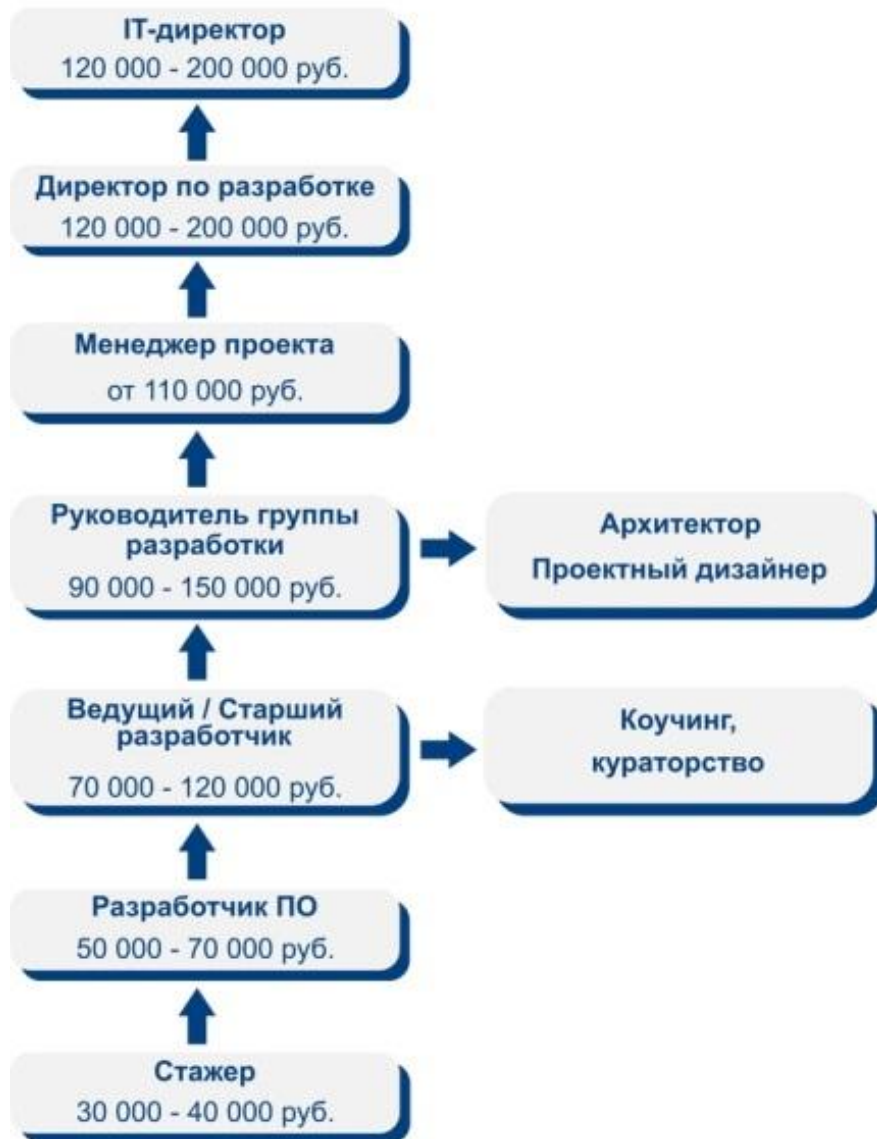 IT-директор
120 000 - 200 000 руб.
Директор по разработке
120 000 - 200 000 руб.
Менеджер проекта
от 110 000 руб.
Руководитель группы
разработки
90 000 - 150 000 руб.
Архитектор
Проектный дизайнер
Ведущий / Старший
разработчик
70 000 - 120 000 руб.
Коучинг,
кураторство
Разработчик ПО
50 000 - 70 000 руб.
Стажер
30 000 - 40 000 руб.